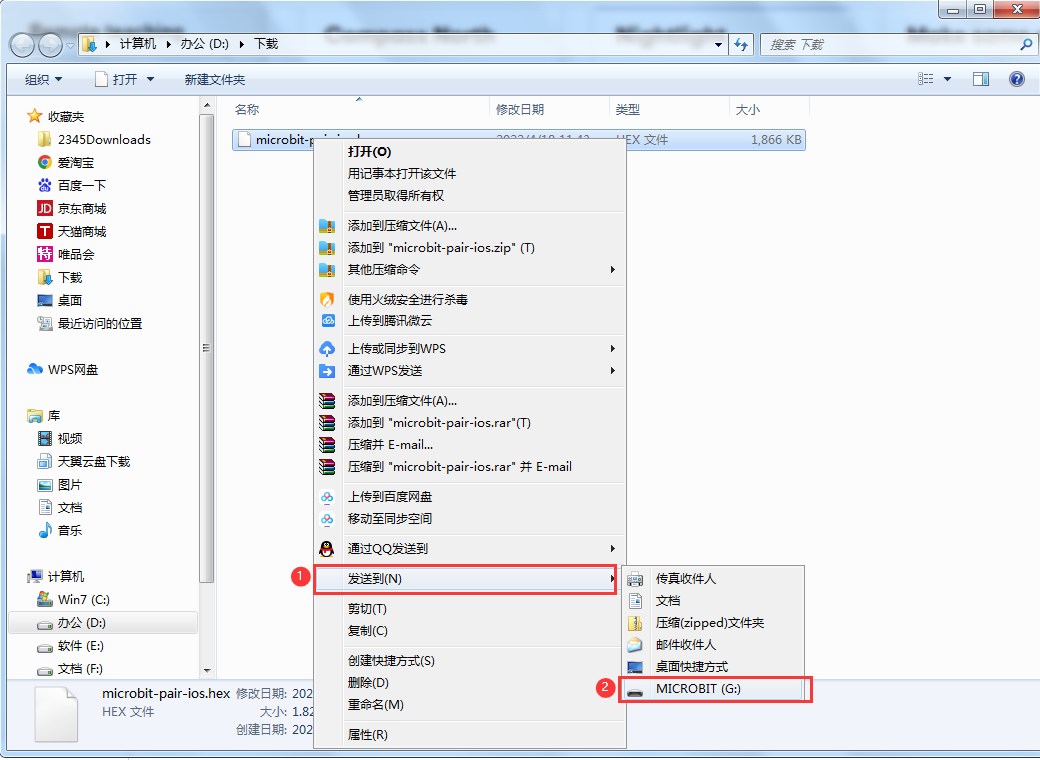 计算机 ▸ 办公 (D:) ▸ 下载
搜索 下载
组织 打开 新建文件夹
名称 修改日期 类型 大小
收藏夹
2345Downloads
爱淘宝
百度一下
京东商城
天猫商城
唯品会
下载
桌面
最近访问的位置
WPS网盘
库
视频
天翼云盘下载
图片
文档
音乐
计算机
Win7 (C:)
办公 (D:)
软件 (E:)
文档 (F:)
HEX 文件 1,866 KB
打开(O)
用记事本打开该文件
管理员取得所有权
添加到压缩文件(A)...
添加到 "microbit-pair-ios.zip" (T)
其他压缩命令
使用火绒安全进行杀毒
上传到腾讯微云
上传或同步到WPS
通过WPS发送
添加到压缩文件(A)...
添加到 "microbit-pair-ios.rar"(T)
压缩并 E-mail...
压缩到 "microbit-pair-ios.rar" 并 E-mail
上传到百度网盘
移动至同步空间
通过QQ发送到
1 发送到(N)
剪切(T)
复制(C)
创建快捷方式(S)
删除(D)
重命名(M)
属性(R)
传真收件人
文档
压缩(zipped)文件夹
邮件收件人
桌面快捷方式
2 MICROBIT (G:)
microbit-pair-ios.hex 修改日期: 202
HEX 文件 大小: 1.82
创建日期: 202